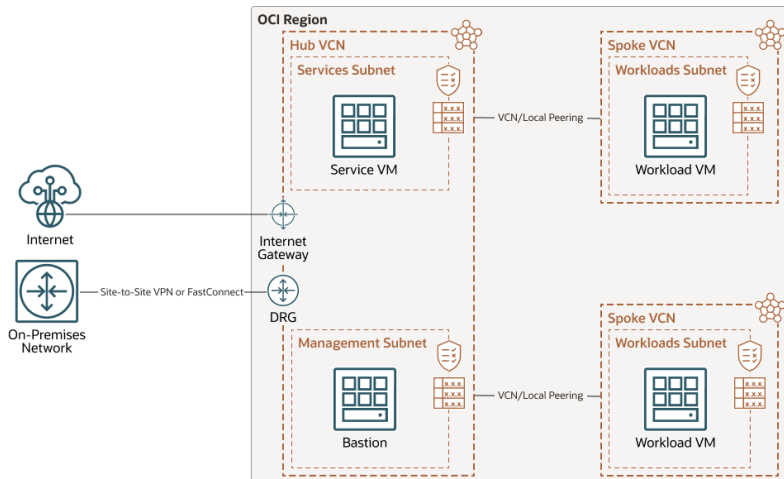 OCI Region
Hub VCN
Services Subnet
x.x.x.
x.x.x.
x.x.x.
Service VM
VCN/Local Peering
Spoke VCN
Workloads Subnet
x.x.x.
x.x.x.
x.x.x.
Workload VM
Internet
Internet
Gateway
Site-to-Site VPN or FastConnect
On-Premises
Network
DRG
Management Subnet
x.x.x.
x.x.x.
x.x.x.
Bastion
VCN/Local Peering
Spoke VCN
Workloads Subnet
x.x.x.
x.x.x.
x.x.x.
Workload VM